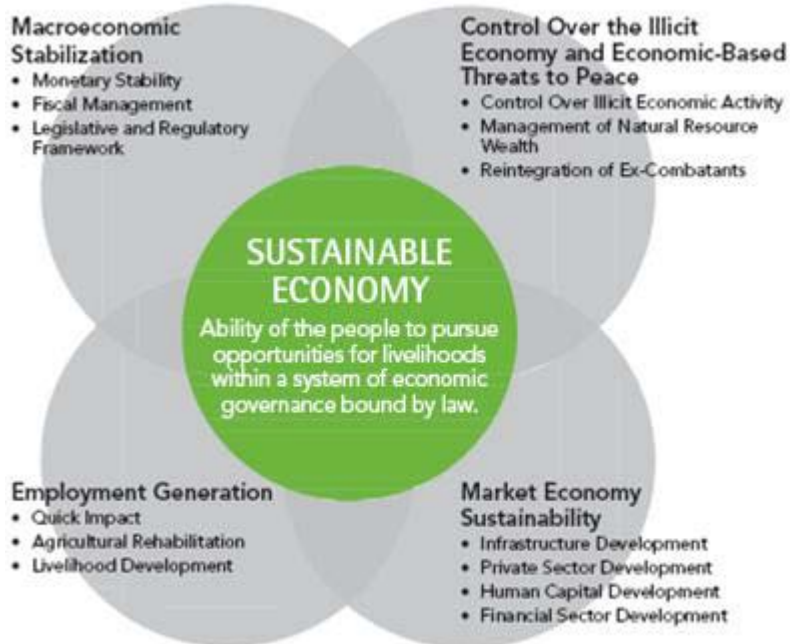 Macroeconomic
Stabilization
• Monetary Stability
• Fiscal Management
• Legislative and Regulatory
Framework
Control Over the Illicit
Economy and Economic-Based
Threats to Peace
• Control Over Illicit Economic Activity
• Management of Natural Resource
Wealth
• Reintegration of Ex-Combatants
SUSTAINABLE
ECONOMY
Ability of the people to pursue
opportunities for livelihoods
within a system of economic
governance bound by law.
Employment Generation
• Quick Impact
• Agricultural Rehabilitation
• Livelihood Development
Market Economy
Sustainability
• Infrastructure Development
• Private Sector Development
• Human Capital Development
• Financial Sector Development